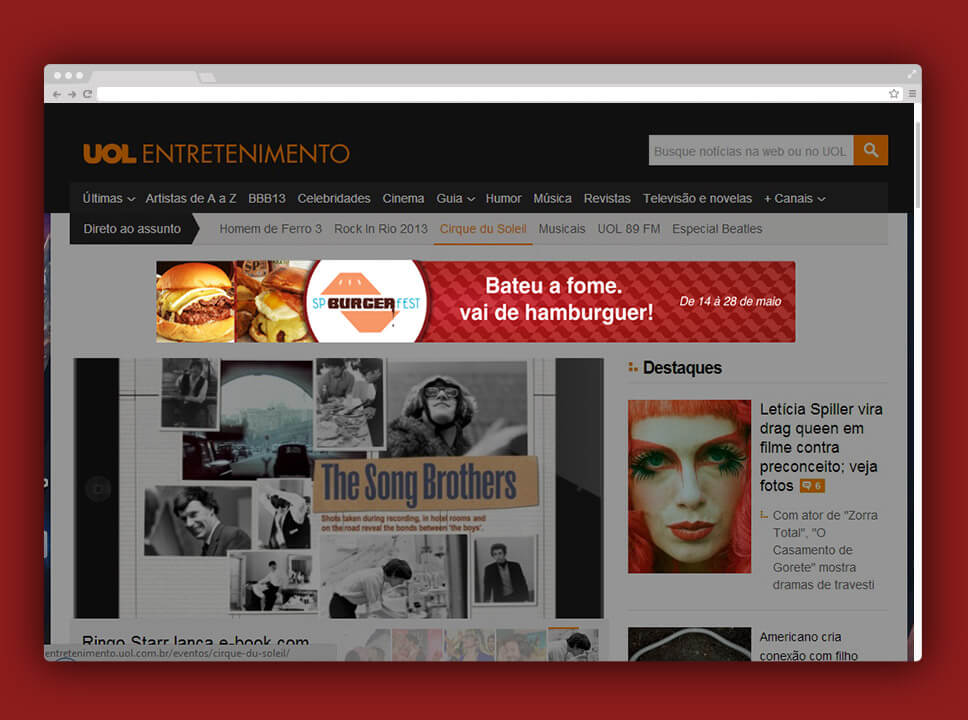 UOL ENTRETENIMENTO
Busque notícias na web ou no UOL
Últimas Artistas de A a Z BBB13 Celebridades Cinema Guia Humor Música Revistas Televisão e novelas + Canais
Direto ao assunto Homem de Ferro 3 Rock In Rio 2013 Cirque du Soleil Musicais UOL 89 FM Especial Beatles
SP BURGER FEST
Bateu a fome.
vai de hamburguer!
De 14 à 28 de maio
The Song Brothers
Shots taken during recording, in hotel rooms and
on the road reveal the bonds between 'the boys'.
Ringo Starr lança e-book com
entretenimento.uol.com.br/eventos/cirque-du-soleil/
Destaques
Letícia Spiller vira
drag queen em
filme contra
preconceito; veja
fotos 6
Com ator de "Zorra
Total", "O
Casamento de
Gorete" mostra
dramas de travesti
Americano cria
conexão com filho